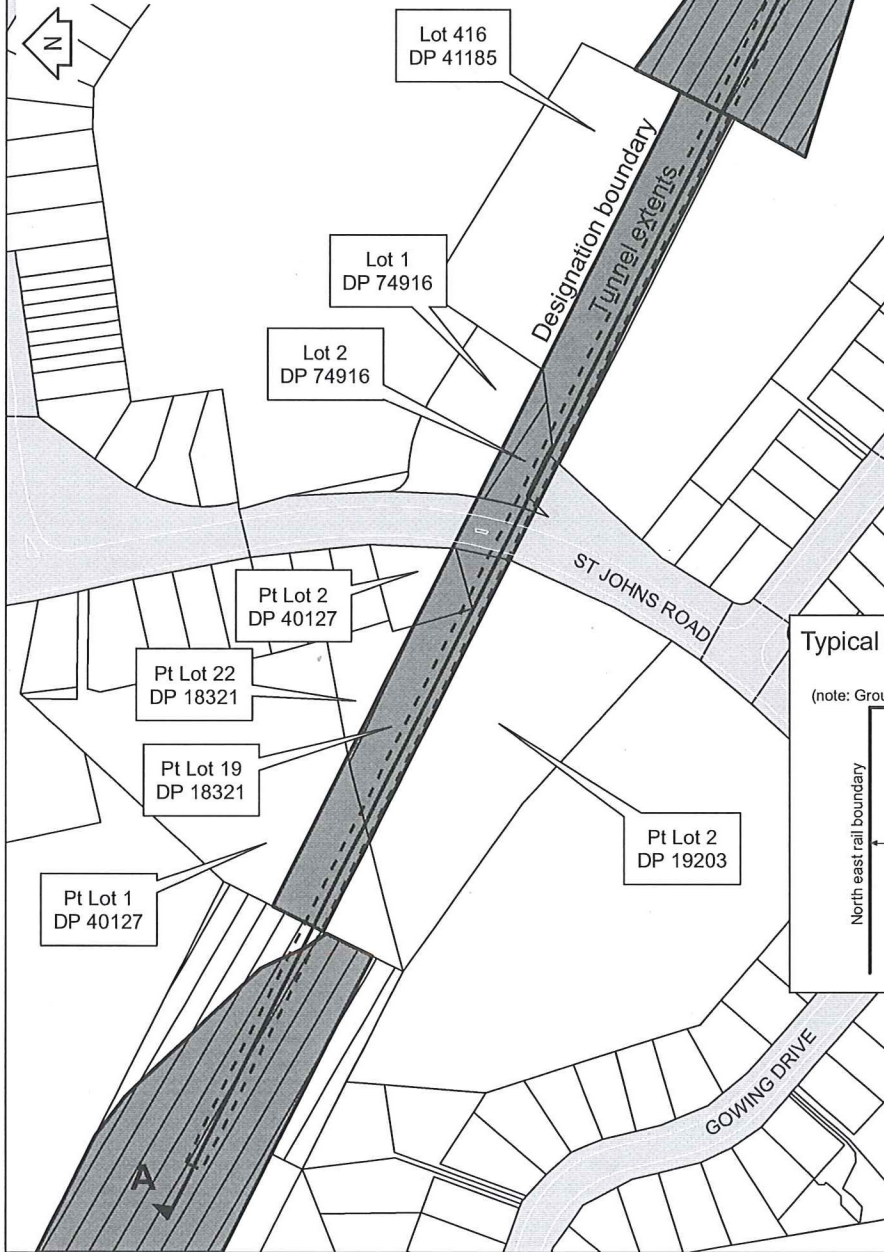 N
Lot 416
DP 41185
Designation boundary
Tunnel extents
Lot 1
DP 74916
Lot 2
DP 74916
ST JOHNS ROAD
Pt Lot 2
DP 40127
Pt Lot 22
DP 18321
Pt Lot 19
DP 18321
Pt Lot 2
DP 19203
Pt Lot 1
DP 40127
Typical
(note: Grou
North east rail boundary
GOWING DRIVE
A